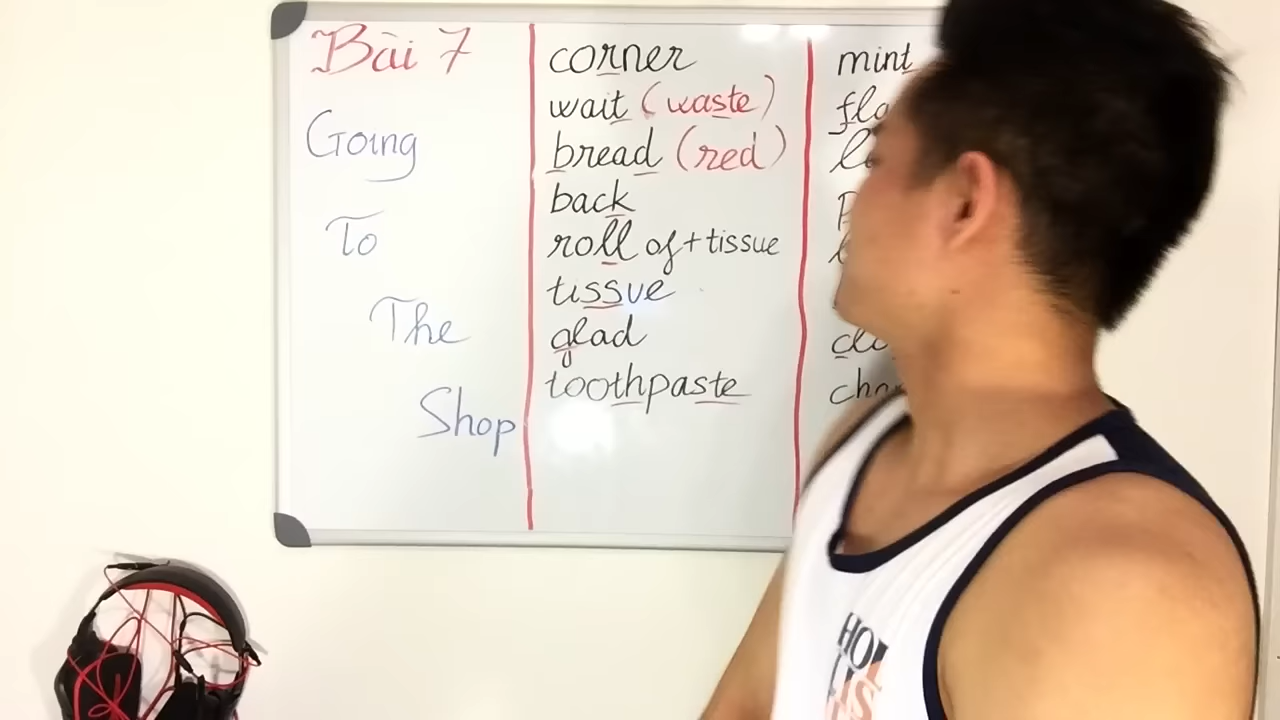 Bài 7
Going
To
The
Shop
corner
wait (waste)
bread (red)
back
roll of + tissue
tissue
glad
toothpaste
mint